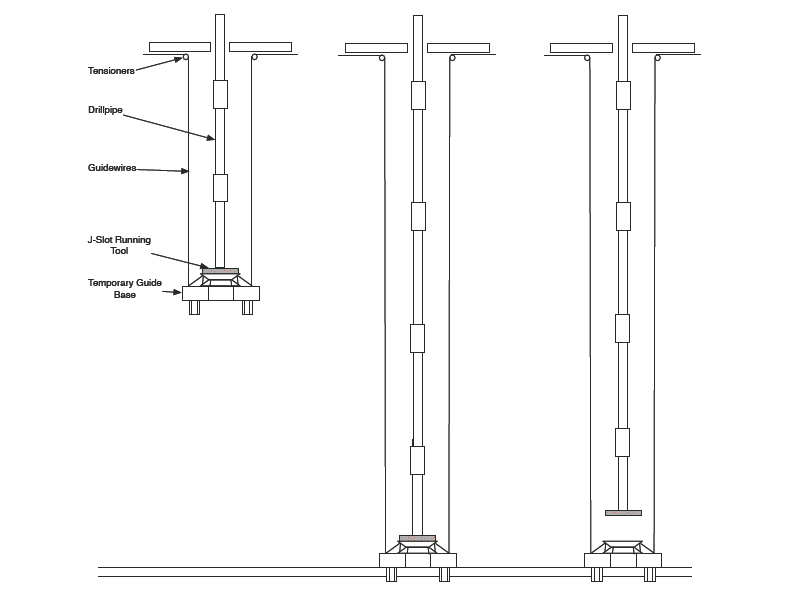 Tensioners
Drillpipe
Guidewires
J-Slot Running
Tool
Temporary Guide
Base